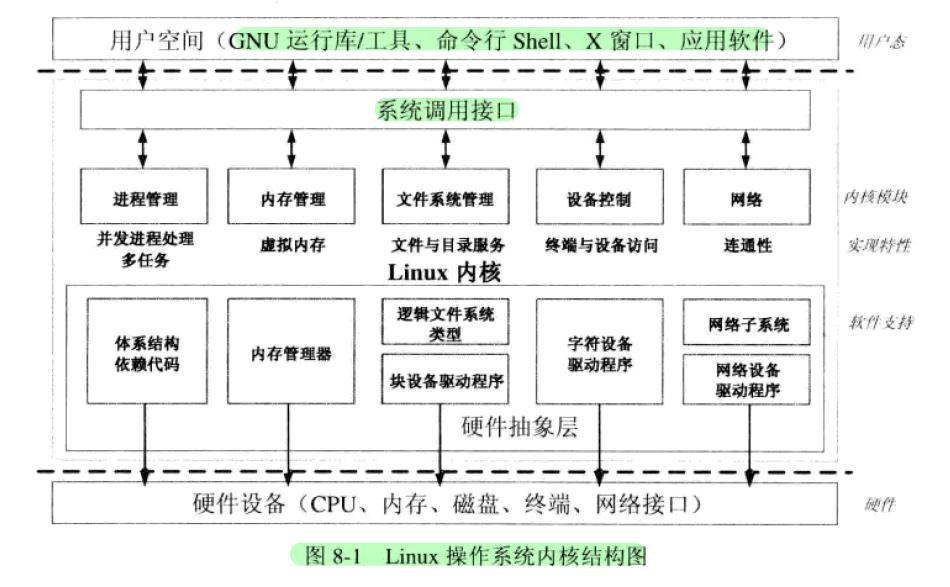 用户空间（GNU 运行库/工具、命令行 Shell、X 窗口、应用软件）
用户态
系统调用接口
进程管理
内存管理
文件系统管理
设备控制
网络
内核模块
并发进程处理
多任务
虚拟内存
文件与目录服务
终端与设备访问
连通性
实现特性
Linux 内核
体系结构
依赖代码
内存管理器
逻辑文件系统
类型
块设备驱动程序
字符设备
驱动程序
网络子系统
网络设备
驱动程序
软件支持
硬件抽象层
硬件设备（CPU、内存、磁盘、终端、网络接口）
硬件
图 8-1 Linux 操作系统内核结构图